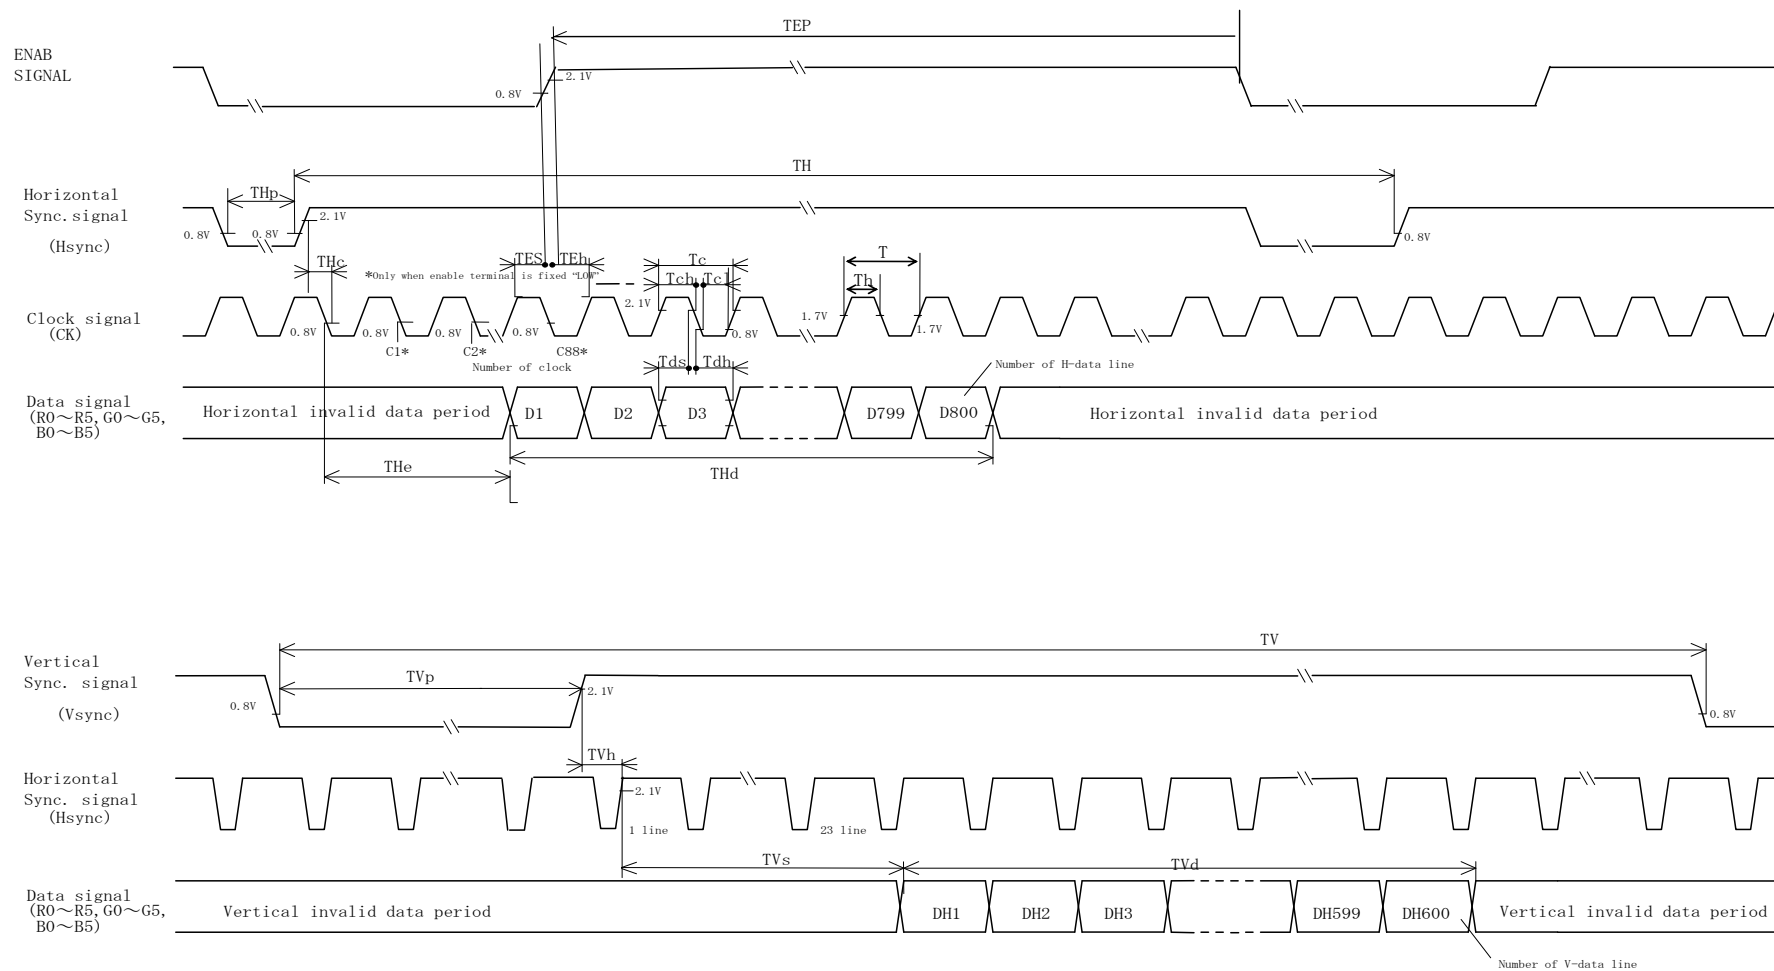 TEP
ENAB
SIGNAL
2.1V
0.8V
TH
Horizontal
Sync.signal
(Hsync)
THp
2.1V
0.8V
0.8V
0.8V
THc
*Only when enable terminal is fixed “LOW”
TES
TEh
Tc
Tch
Tcl
T
Th
Clock signal
(CK)
2.1V
1.7V
1.7V
0.8V
0.8V
0.8V
0.8V
0.8V
C1*
C2*
C88*
Number of clock
Tds
Tdh
Number of H-data line
Data signal
(R0～R5,G0～G5,
B0～B5)
Horizontal invalid data period
D1
D2
D3
D799
D800
Horizontal invalid data period
THe
THd
TV
Vertical
Sync. signal
(Vsync)
TVp
2.1V
0.8V
0.8V
TVh
Horizontal
Sync. signal
(Hsync)
2.1V
1 line
23 line
TVs
TVd
Data signal
(R0～R5,G0～G5,
B0～B5)
Vertical invalid data period
DH1
DH2
DH3
DH599
DH600
Vertical invalid data period
Number of V-data line